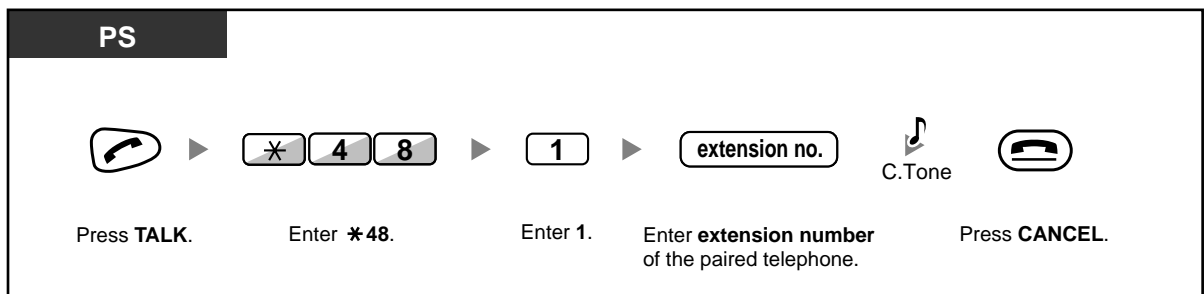 PS
* 4 8 1 extension no.
C.Tone
Press TALK. Enter *48. Enter 1. Enter extension number Press CANCEL.
of the paired telephone.